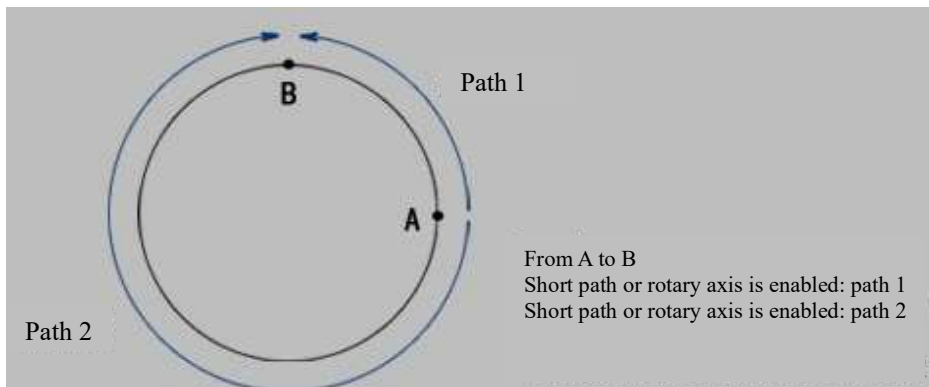 Path 1
B
A
From A to B
Short path or rotary axis is enabled: path 1
Short path or rotary axis is enabled: path 2
Path 2